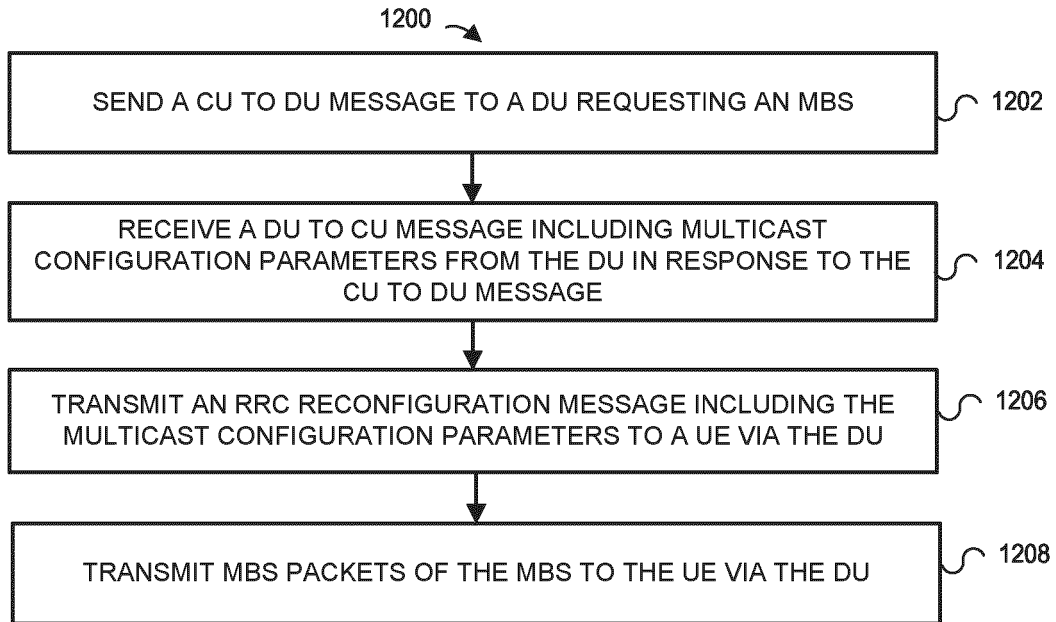 1200
SEND A CU TO DU MESSAGE TO A DU REQUESTING AN MBS
1202
RECEIVE A DU TO CU MESSAGE INCLUDING MULTICAST
CONFIGURATION PARAMETERS FROM THE DU IN RESPONSE TO THE
CU TO DU MESSAGE
1204
TRANSMIT AN RRC RECONFIGURATION MESSAGE INCLUDING THE
MULTICAST CONFIGURATION PARAMETERS TO A UE VIA THE DU
1206
TRANSMIT MBS PACKETS OF THE MBS TO THE UE VIA THE DU
1208